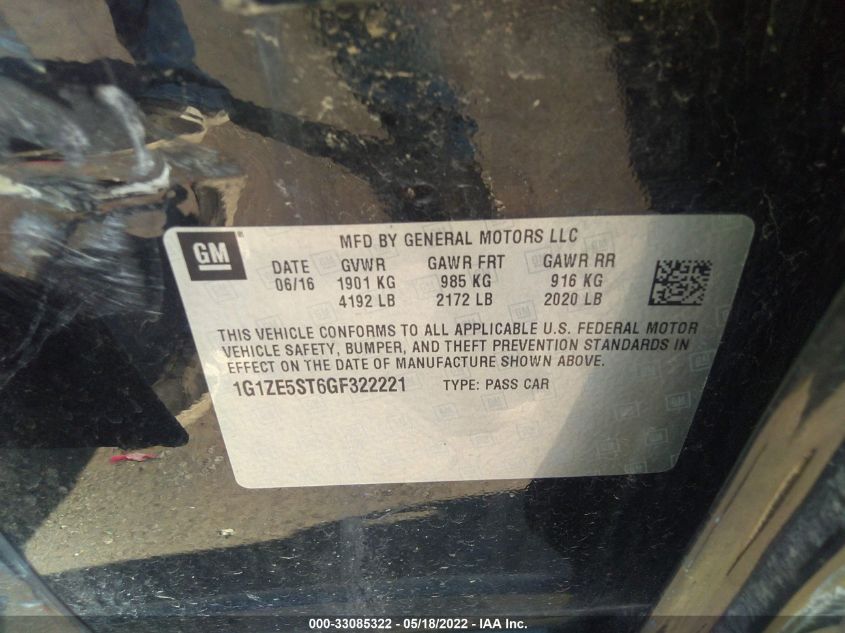 GM ®
MFD BY GENERAL MOTORS LLC
DATE GVWR GAWR FRT GAWR RR
06/16 1901 KG 985 KG 916 KG
4192 LB 2172 LB 2020 LB
THIS VEHICLE CONFORMS TO ALL APPLICABLE U.S. FEDERAL MOTOR
VEHICLE SAFETY, BUMPER, AND THEFT PREVENTION STANDARDS IN
EFFECT ON THE DATE OF MANUFACTURE SHOWN ABOVE.
1G1ZE5ST6GF322221 TYPE: PASS CAR
000-33085322 - 05/18/2022 - IAA Inc.